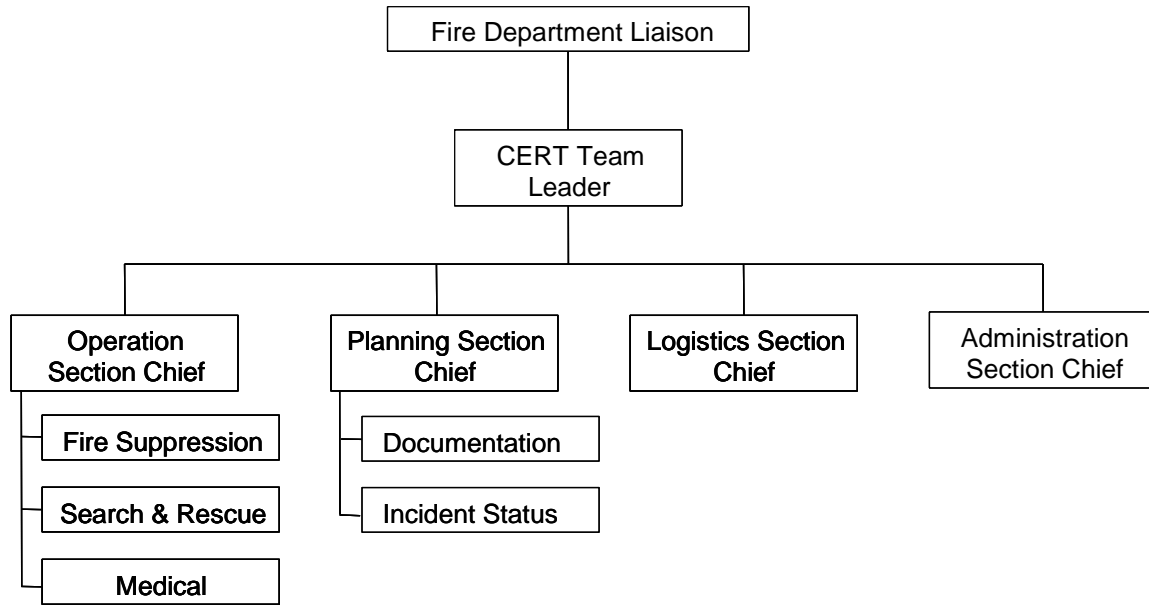 Fire Department Liaison
CERT Team
Leader
Operation
Section Chief
Planning Section
Chief
Logistics Section
Chief
Administration
Section Chief
Fire Suppression
Search & Rescue
Medical
Documentation
Incident Status